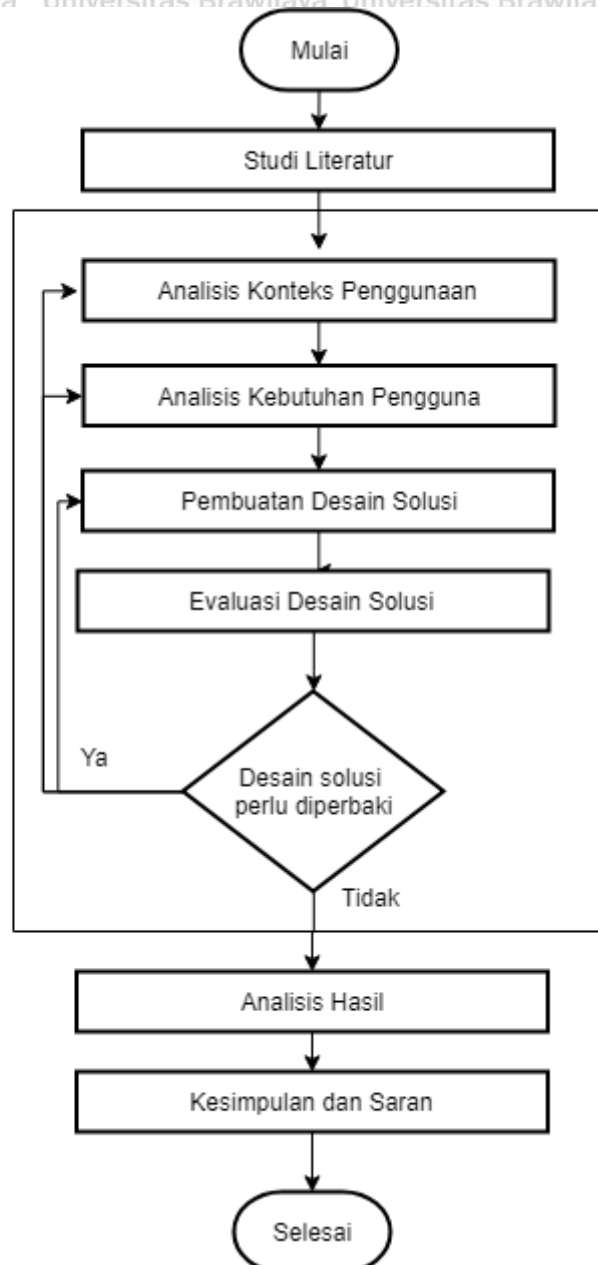 Universitas Brawijaya Universitas Brawijaya
Mulai
Studi Literatur
Analisis Konteks Penggunaan
Analisis Kebutuhan Pengguna
Pembuatan Desain Solusi
Evaluasi Desain Solusi
Ya
Desain solusi
perlu diperbaki
Tidak
Analisis Hasil
Kesimpulan dan Saran
Selesai